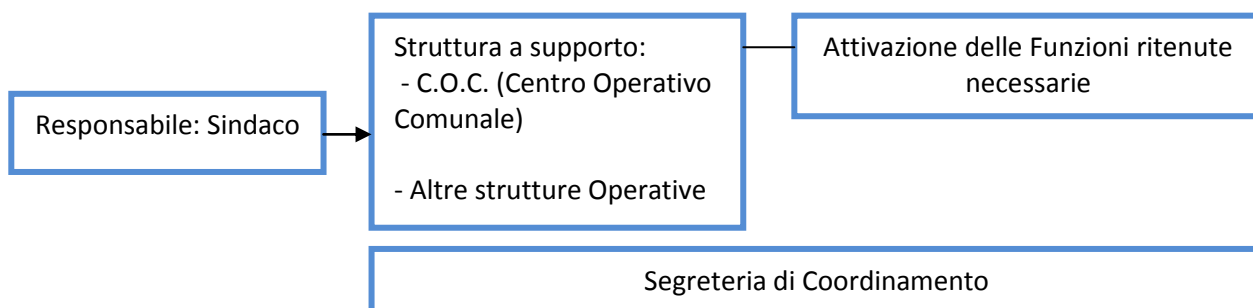 Responsabile: Sindaco
Struttura a supporto:
- C.O.C. (Centro Operativo
Comunale)
- Altre strutture Operative
Attivazione delle Funzioni ritenute
necessarie
Segreteria di Coordinamento